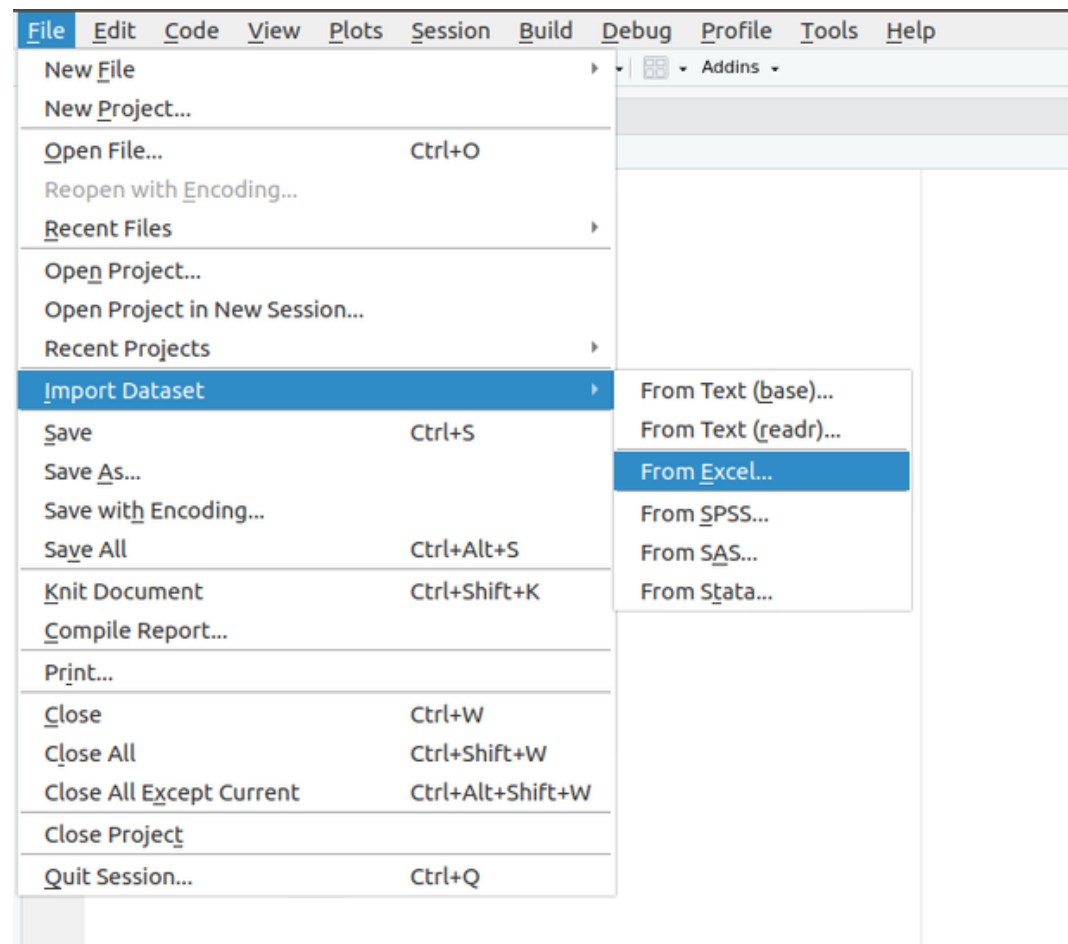 File Edit Code View Plots Session Build Debug Profile Tools Help
Addins
New File
New Project...
Open File... Ctrl+O
Reopen with Encoding...
Recent Files
Open Project...
Open Project in New Session...
Recent Projects
Import Dataset
Save Ctrl+S
Save As...
Save with Encoding...
Save All Ctrl+Alt+S
Knit Document Ctrl+Shift+K
Compile Report...
Print...
Close Ctrl+W
Close All Ctrl+Shift+W
Close All Except Current Ctrl+Alt+Shift+W
Close Project
Quit Session... Ctrl+Q
From Text (base)...
From Text (readr)...
From Excel...
From SPSS...
From SAS...
From Stata...